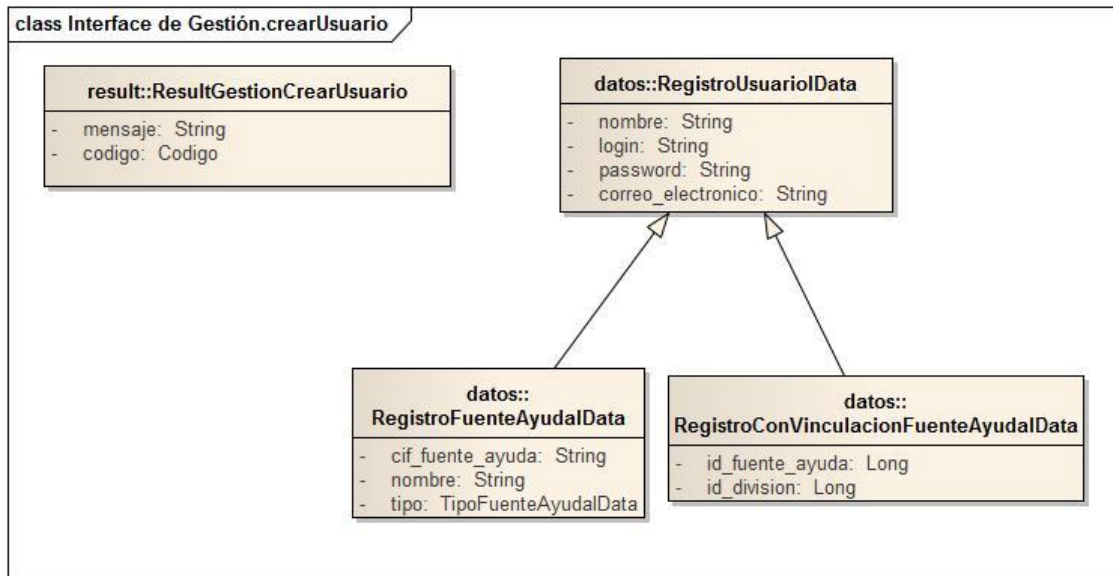 class Interface de Gestión.crearUsuario
result::ResultGestionCrearUsuario
- mensaje: String
- codigo: Codigo
datos::RegistroUsuarioIData
- nombre: String
- login: String
- password: String
- correo_electronico: String
datos::
RegistroFuenteAyudaIData
- cif_fuente_ayuda: String
- nombre: String
- tipo: TipoFuenteAyudaIData
datos::
RegistroConVinculacionFuenteAyudaIData
- id_fuente_ayuda: Long
- id_division: Long